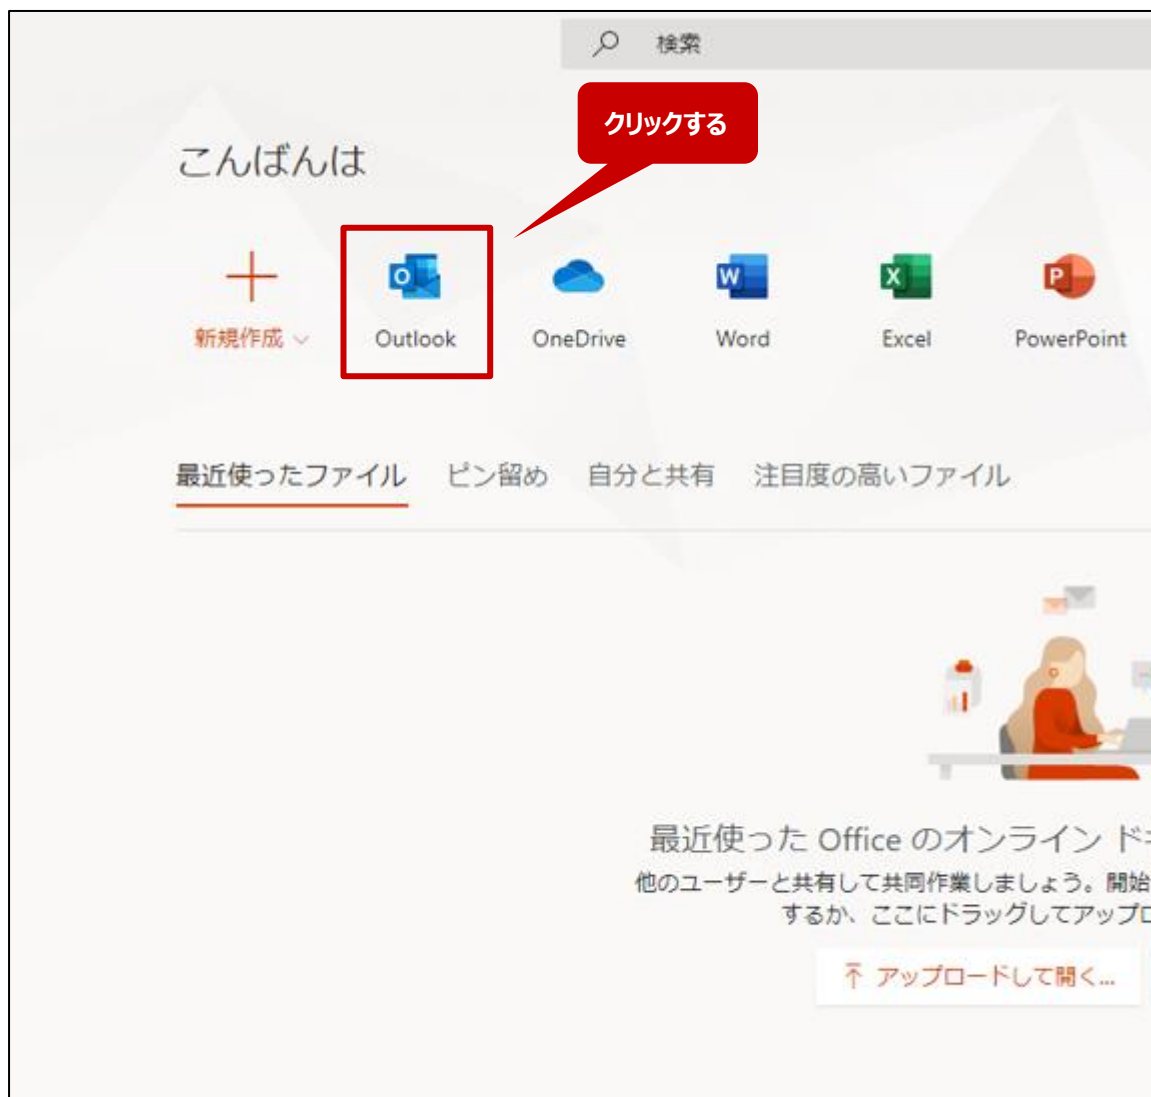 検索
クリックする
こんばんは
新規作成
Outlook
OneDrive
Word
Excel
PowerPoint
最近使ったファイル ピン留め 自分と共有 注目度の高いファイル
最近使った Office のオンライン ド
他のユーザーと共有して共同作業しましょう。開始
するか、ここにドラッグしてアップロ
アップロードして開く...